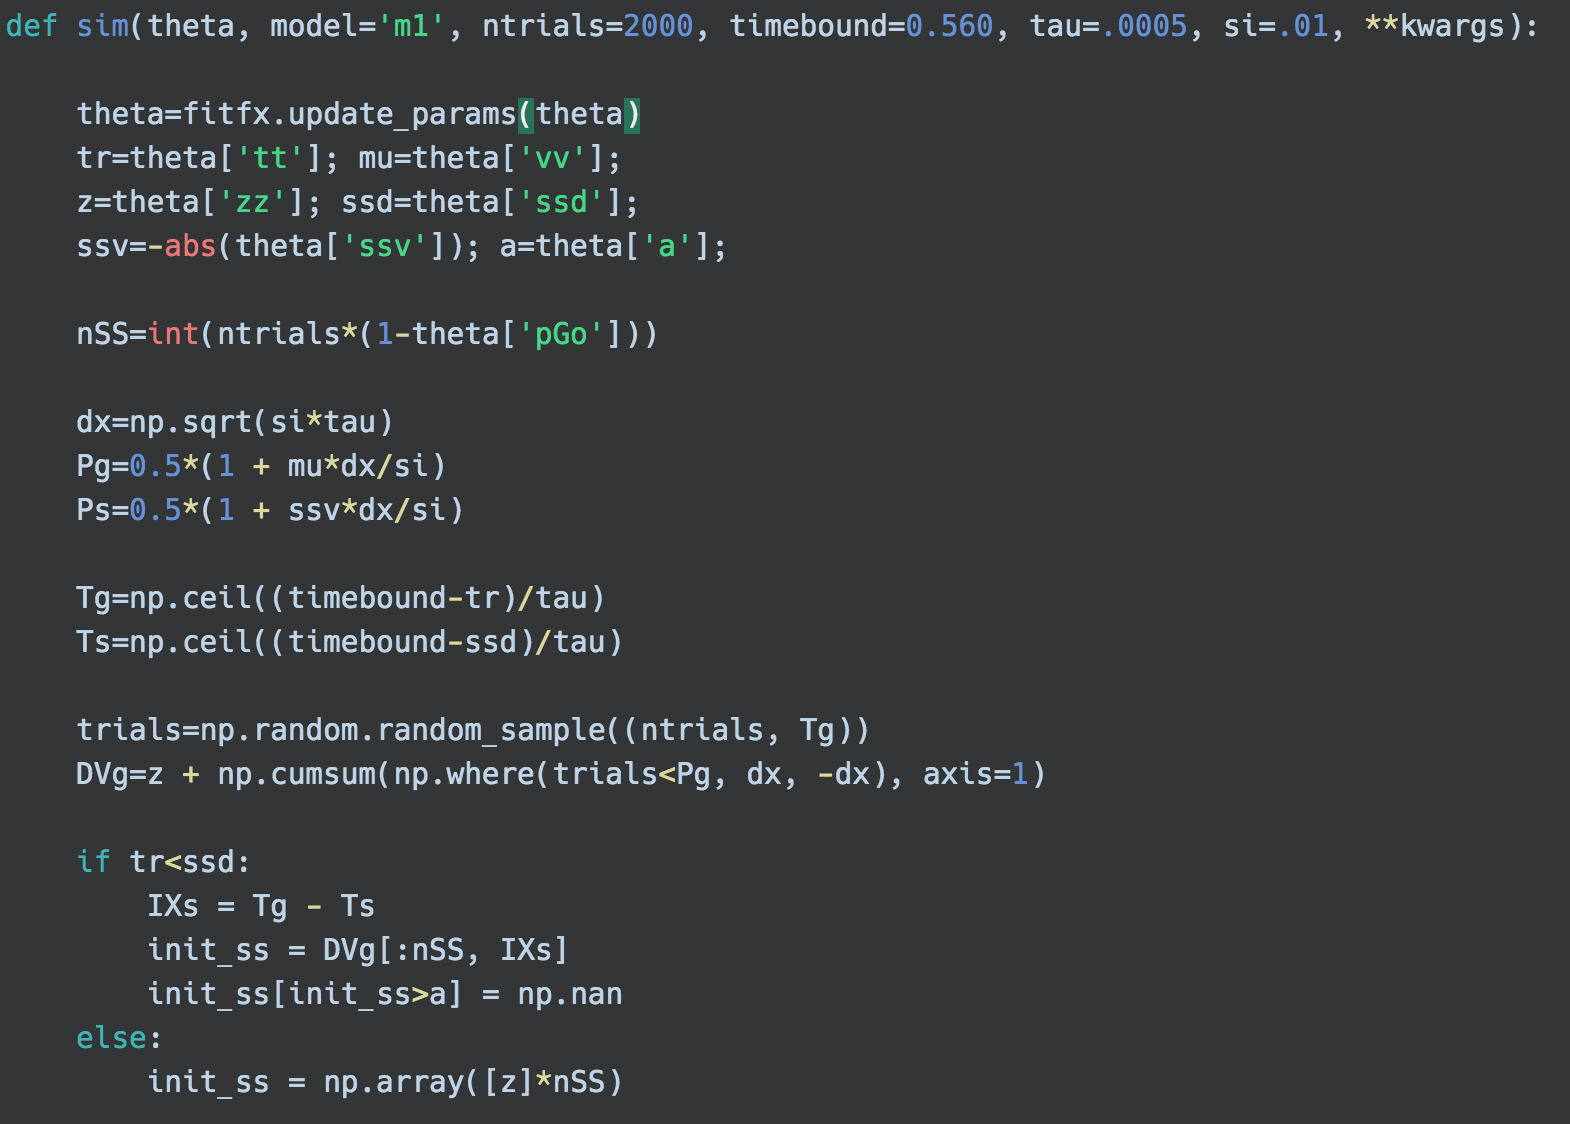 def sim(theta, model='m1', ntrials=2000, timebound=0.560, tau=.0005, si=.01, **kwargs):
theta=fitfx.update_params(theta)
tr=theta['tt']; mu=theta['vv'];
z=theta['zz']; ssd=theta['ssd'];
ssv=-abs(theta['ssv']); a=theta['a'];
nSS=int(ntrials*(1-theta['pGo']))
dx=np.sqrt(si*tau)
Pg=0.5*(1 + mu*dx/si)
Ps=0.5*(1 + ssv*dx/si)
Tg=np.ceil((timebound-tr)/tau)
Ts=np.ceil((timebound-ssd)/tau)
trials=np.random.random_sample((ntrials, Tg))
DVg=z + np.cumsum(np.where(trials<Pg, dx, -dx), axis=1)
if tr<ssd:
IXs = Tg - Ts
init_ss = DVg[:nSS, IXs]
init_ss[init_ss>a] = np.nan
else:
init_ss = np.array([z]*nSS)